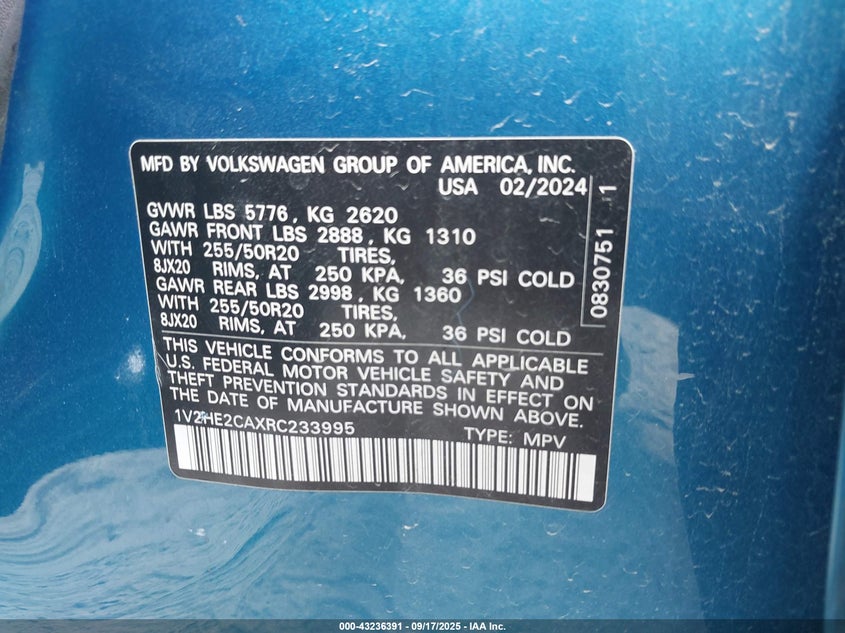 MFD BY VOLKSWAGEN GROUP OF AMERICA, INC.
USA 02/2024
GVWR LBS 5776, KG 2620
GAWR FRONT LBS 2888, KG 1310
WITH 255/50R20 TIRES,
8JX20 RIMS, AT 250 KPA, 36 PSI COLD
GAWR REAR LBS 2998, KG 1360
WITH 255/50R20 TIRES,
8JX20 RIMS, AT 250 KPA, 36 PSI COLD
THIS VEHICLE CONFORMS TO ALL APPLICABLE
U.S. FEDERAL MOTOR VEHICLE SAFETY AND
THEFT PREVENTION STANDARDS IN EFFECT ON
THE DATE OF MANUFACTURE SHOWN ABOVE.
1V2HE2CAXRC233995 TYPE: MPV
0830751 1
000-43236391 - 09/17/2025 - IAA Inc.